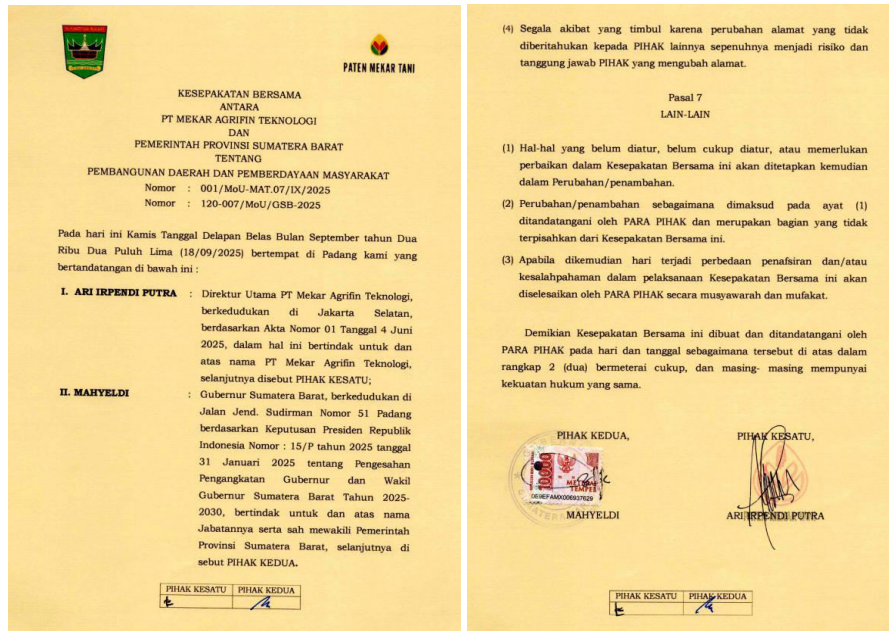 PATEN MEKAR TANI
KESEPAKATAN BERSAMA
ANTARA
PT MEKAR AGRIFIN TEKNOLOGI
DAN
PEMERINTAH PROVINSI SUMATERA BARAT
TENTANG
PEMBANGUNAN DAERAH DAN PEMBERDAYAAN MASYARAKAT
Nomor : 001/MoU-MAT.07/IX/2025
Nomor : 120-007/MoU/GSB-2025
Pada hari ini Kamis Tanggal Delapan Belas Bulan September tahun Dua
Ribu Dua Puluh Lima (18/09/2025) bertempat di Padang kami yang
bertandatangan di bawah ini :
I. ARI IRPENDI PUTRA : Direktur Utama PT Mekar Agrifin Teknologi,
berkedudukan di Jakarta Selatan,
berdasarkan Akta Nomor 01 Tanggal 4 Juni
2025, dalam hal ini bertindak untuk dan
atas nama PT Mekar Agrifin Teknologi,
selanjutnya disebut PIHAK KESATU;
II. MAHYELDI : Gubernur Sumatera Barat, berkedudukan di
Jalan Jend. Sudirman Nomor 51 Padang
berdasarkan Keputusan Presiden Republik
Indonesia Nomor : 15/P tahun 2025 tanggal
31 Januari 2025 tentang Pengesahan
Pengangkatan Gubernur dan Wakil
Gubernur Sumatera Barat Tahun 2025-
2030, bertindak untuk dan atas nama
Jabatannya serta sah mewakili Pemerintah
Provinsi Sumatera Barat, selanjutnya di
sebut PIHAK KEDUA.
PIHAK KESATU PIHAK KEDUA
(4) Segala akibat yang timbul karena perubahan alamat yang tidak
diberitahukan kepada PIHAK lainnya sepenuhnya menjadi risiko dan
tanggung jawab PIHAK yang mengubah alamat.
Pasal 7
LAIN-LAIN
(1) Hal-hal yang belum diatur, belum cukup diatur, atau memerlukan
perbaikan dalam Kesepakatan Bersama ini akan ditetapkan kemudian
dalam Perubahan/penambahan.
(2) Perubahan/penambahan sebagaimana dimaksud pada ayat (1)
ditandatangani oleh PARA PIHAK dan merupakan bagian yang tidak
terpisahkan dari Kesepakatan Bersama ini.
(3) Apabila dikemudian hari terjadi perbedaan penafsiran dan/atau
kesalahpahaman dalam pelaksanaan Kesepakatan Bersama ini akan
diselesaikan oleh PARA PIHAK secara musyawarah dan mufakat.
Demikian Kesepakatan Bersama ini dibuat dan ditandatangani oleh
PARA PIHAK pada hari dan tanggal sebagaimana tersebut di atas dalam
rangkap 2 (dua) bermeterai cukup, dan masing- masing mempunyai
kekuatan hukum yang sama.
PIHAK KEDUA, PIHAK KESATU,
10000
TEMPEL
0E9EFAMX006937629
MAHYELDI ARI IRPENDI PUTRA
PIHAK KESATU PIHAK KEDUA